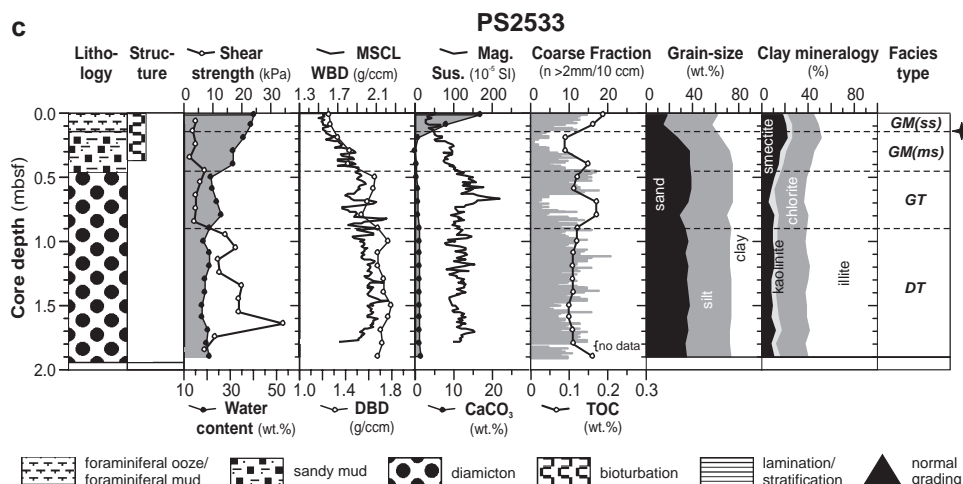 c
PS2533
Litho- Struc- Shear MSCL Mag. Coarse Fraction Grain-size Clay mineralogy Facies
logy ture strength (kPa) WBD (g/ccm) Sus. (10⁻⁵ SI) (n >2mm/10 ccm) (wt.%) (%) type
0 10 20 30 40 1.3 1.7 2.1 0 100 200 0 10 20 30 0 20 40 60 80 0 20 40 60 80
0.0
0.5
1.0
1.5
2.0
Core depth (mbsf)
sand
silt
clay
smectite
kaolinite
chlorite
illite
GM(ss)
GM(ms)
GT
DT
{no data
10 30 50 1.0 1.4 1.8 0 10 20 0 0.1 0.2 0.3
Water DBD CaCO₃ TOC
content (wt.%) (g/ccm) (wt.%) (wt.%)
foraminiferal ooze/
foraminiferal mud
sandy mud
diamicton
bioturbation
lamination/
stratification
normal
grading